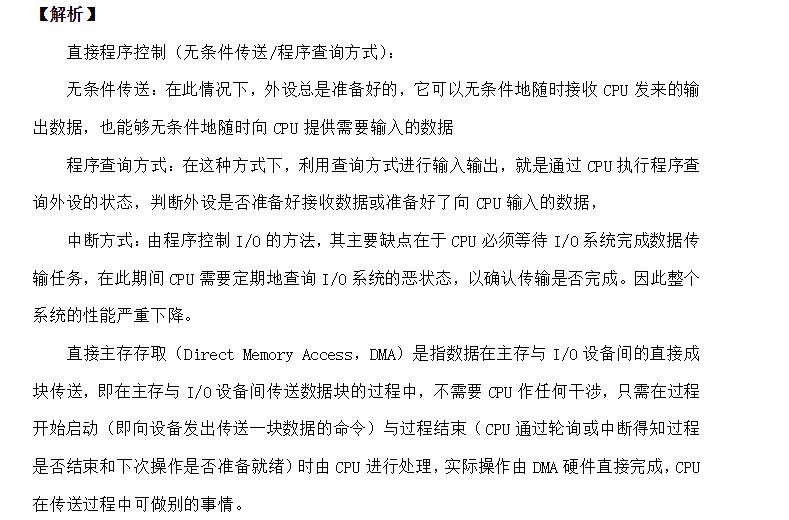 【解析】
直接程序控制（无条件传送/程序查询方式）：
无条件传送：在此情况下，外设总是准备好的，它可以无条件地随时接收 CPU 发来的输
出数据，也能够无条件地随时向 CPU 提供需要输入的数据
程序查询方式：在这种方式下，利用查询方式进行输入输出，就是通过 CPU 执行程序查
询外设的状态，判断外设是否准备好接收数据或准备好了向 CPU 输入的数据，
中断方式：由程序控制 I/O 的方法，其主要缺点在于 CPU 必须等待 I/O 系统完成数据传
输任务，在此期间 CPU 需要定期地查询 I/O 系统的恶状态，以确认传输是否完成。因此整个
系统的性能严重下降。
直接主存存取（Direct Memory Access，DMA）是指数据在主存与 I/O 设备间的直接成
块传送，即在主存与 I/O 设备间传送数据块的过程中，不需要 CPU 作任何干涉，只需在过程
开始启动（即向设备发出传送一块数据的命令）与过程结束（CPU 通过轮询或中断得知过程
是否结束和下次操作是否准备就绪）时由 CPU 进行处理，实际操作由 DMA 硬件直接完成，CPU
在传送过程中可做别的事情。